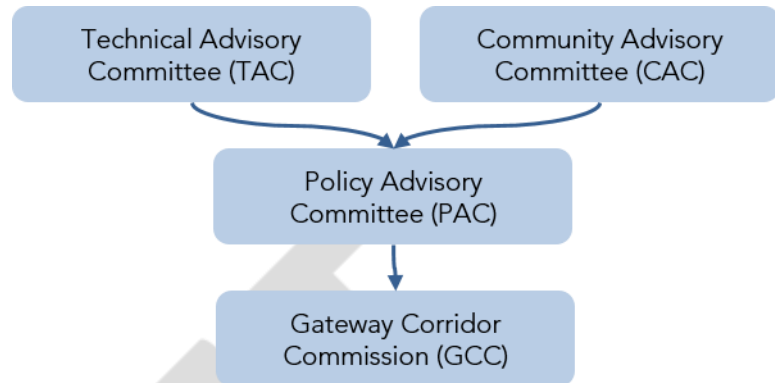 Technical Advisory
Committee (TAC)
Community Advisory
Committee (CAC)
Policy Advisory
Committee (PAC)
Gateway Corridor
Commission (GCC)